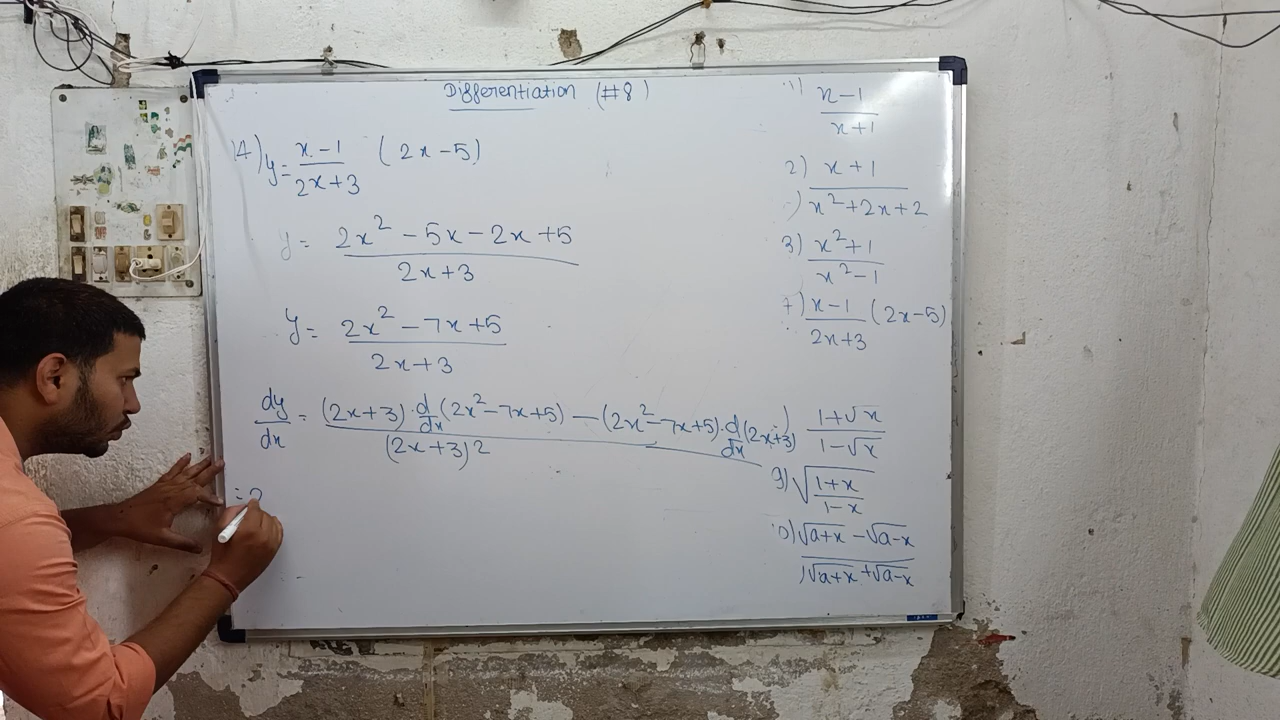 Differentiation (#8)
14) y = x-1/2x+3 (2x-5)
y = 2x² - 5x - 2x + 5/2x+3
y = 2x² - 7x + 5/2x+3
dy/dx = (2x+3) · d/dx (2x² - 7x + 5) - (2x² - 7x + 5) · d/dx (2x+3)/(2x+3)²
=
1) x-1/x+1
2) x+1/x²+2x+2
3) x²+1/x²-1
7) x-1/2x+3 (2x-5)
) 1+√x/1-√x
9) √1+x/1-x
10) √a+x - √a-x/√a+x + √a-x